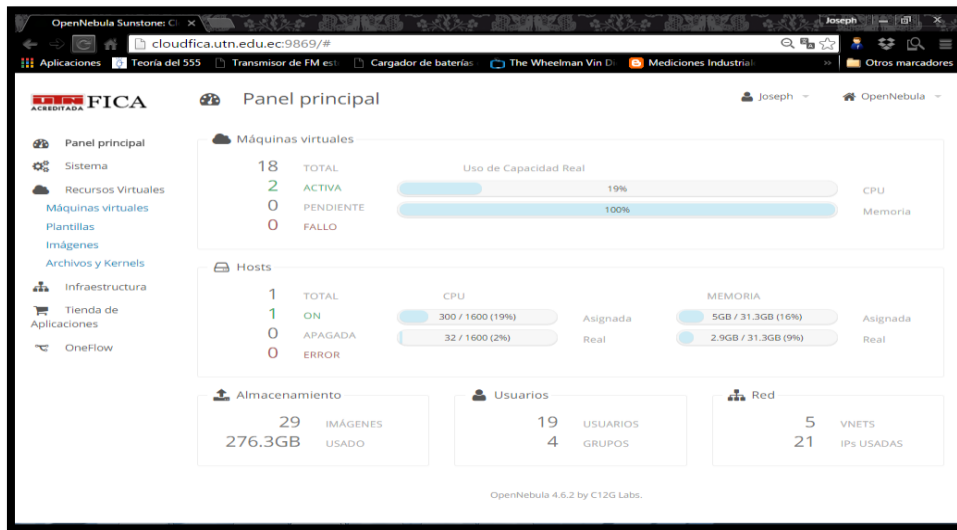 OpenNebula Sunstone: Cl
Joseph
cloudfica.utn.edu.ec:9869/#
Aplicaciones
Teoría del 555
Transmisor de FM est
Cargador de baterías
The Wheelman Vin Di
Mediciones Industrial
»
Otros marcadores
UTN FICA
ACREDITADA
Panel principal
Joseph
OpenNebula
Panel principal
Sistema
Recursos Virtuales
Máquinas virtuales
Plantillas
Imágenes
Archivos y Kernels
Infraestructura
Tienda de
Aplicaciones
OneFlow
Máquinas virtuales
18 TOTAL
2 ACTIVA
0 PENDIENTE
0 FALLO
Uso de Capacidad Real
19% CPU
100% Memoria
Hosts
1 TOTAL
1 ON
0 APAGADA
0 ERROR
CPU
300 / 1600 (19%) Asignada
32 / 1600 (2%) Real
MEMORIA
5GB / 31.3GB (16%) Asignada
2.9GB / 31.3GB (9%) Real
Almacenamiento
29 IMÁGENES
276.3GB USADO
Usuarios
19 USUARIOS
4 GRUPOS
Red
5 VNETS
21 IPs USADAS
OpenNebula 4.6.2 by C12G Labs.